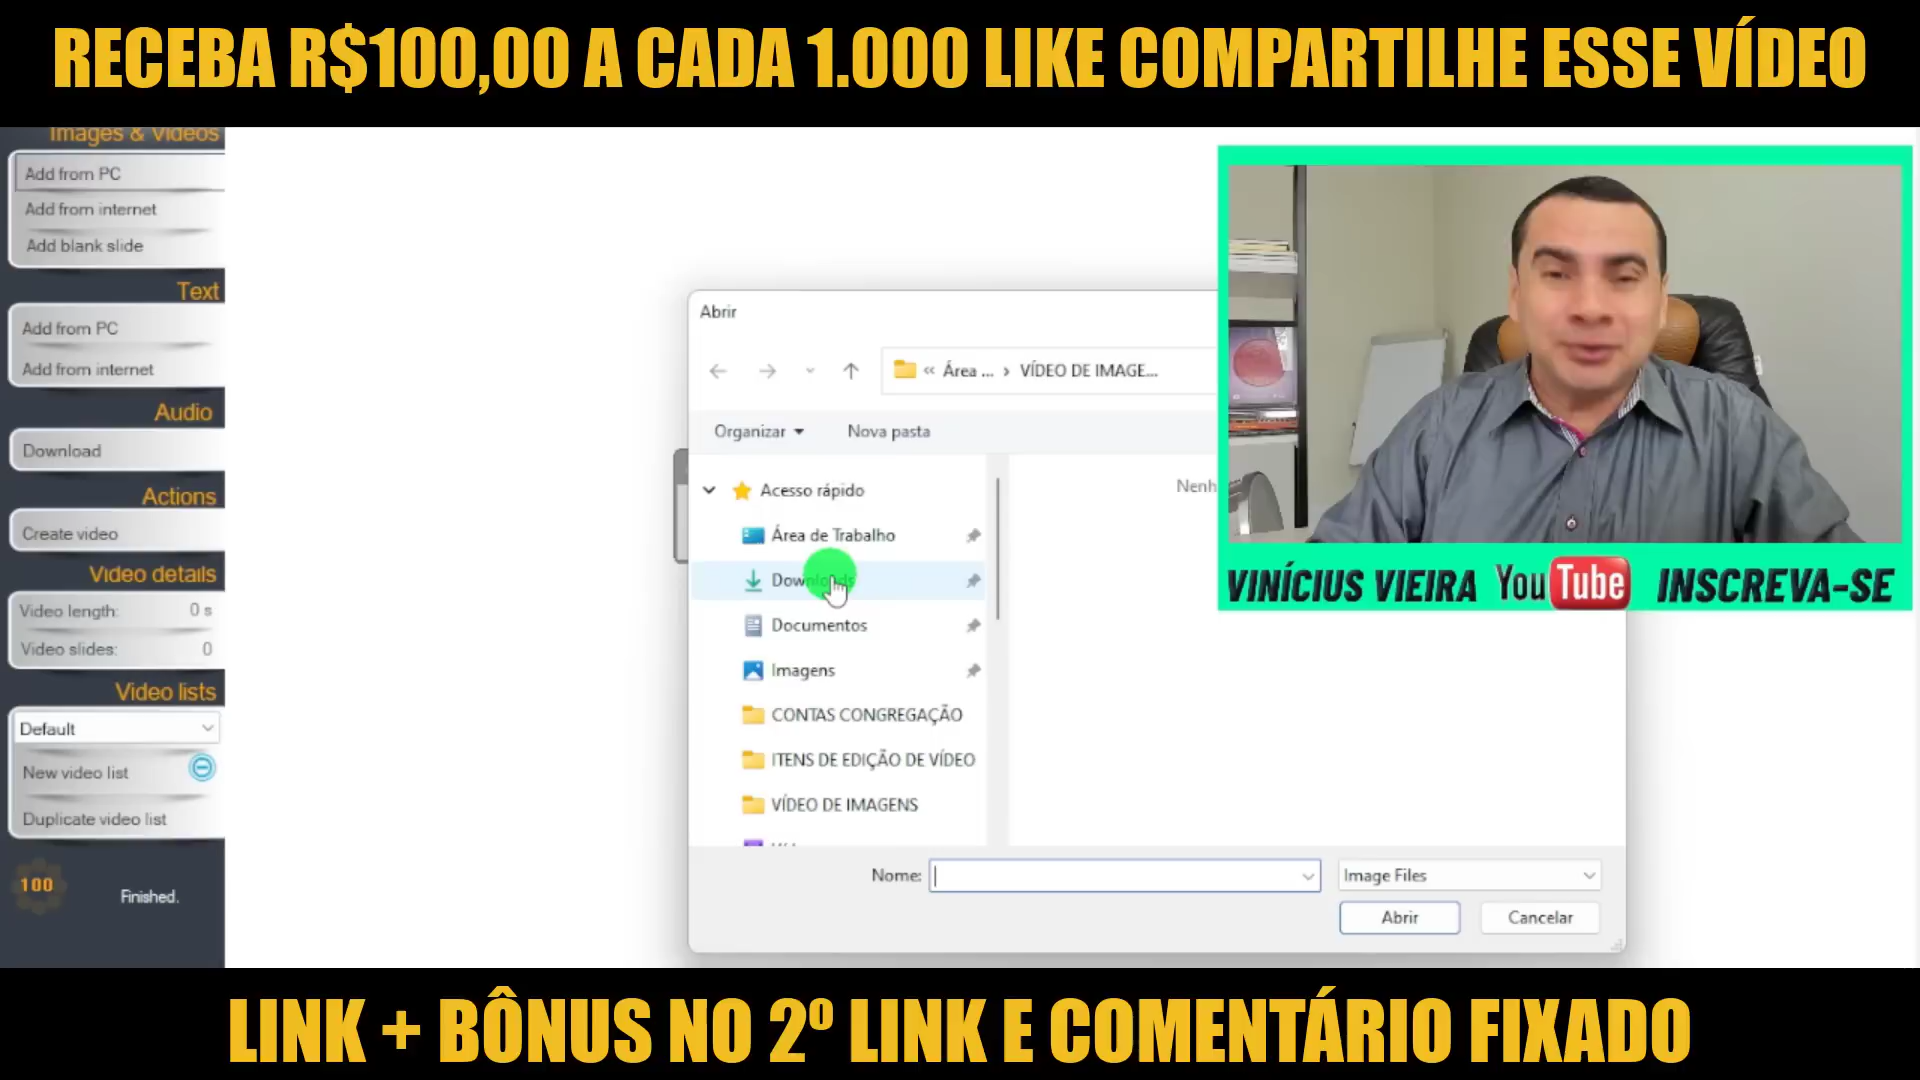 RECEBA R$100,00 A CADA 1.000 LIKE COMPARTILHE ESSE VÍDEO
Images & Videos
Add from PC
Add from internet
Add blank slide
Text
Add from PC
Add from internet
Audio
Download
Actions
Create video
Video details
Video length: 0 s
Video slides: 0
Video lists
Default
New video list
Duplicate video list
100 Finished.
Abrir
« Área ... › VÍDEO DE IMAGE...
Organizar Nova pasta
Acesso rápido
Área de Trabalho
Downloads
Documentos
Imagens
CONTAS CONGREGAÇÃO
ITENS DE EDIÇÃO DE VÍDEO
VÍDEO DE IMAGENS
Nenh
Nome:
Image Files
Abrir Cancelar
VINÍCIUS VIEIRA YouTube INSCREVA-SE
LINK + BÔNUS NO 2º LINK E COMENTÁRIO FIXADO